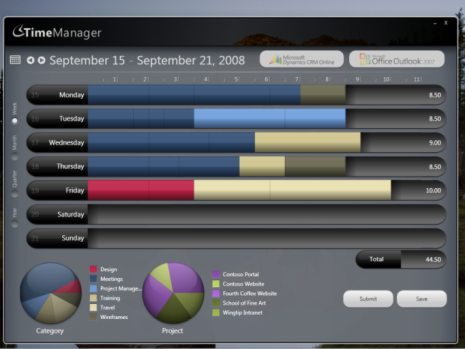 TimeManager
September 15 - September 21, 2008
Microsoft
Dynamics CRM Online
Microsoft
Office Outlook 2007
1 2 3 4 5 6 7 8 9 10 11
15 Monday 8.50
16 Tuesday 8.50
17 Wednesday 9.00
18 Thursday 8.50
19 Friday 10.00
20 Saturday
21 Sunday
Week
Month
Quarter
Year
Total 44.50
Design
Meetings
Project Manage...
Training
Travel
Wireframes
Category
Contoso Portal
Contoso Website
Fourth Coffee Website
School of Fine Art
Wingtip Intranet
Project
Submit
Save